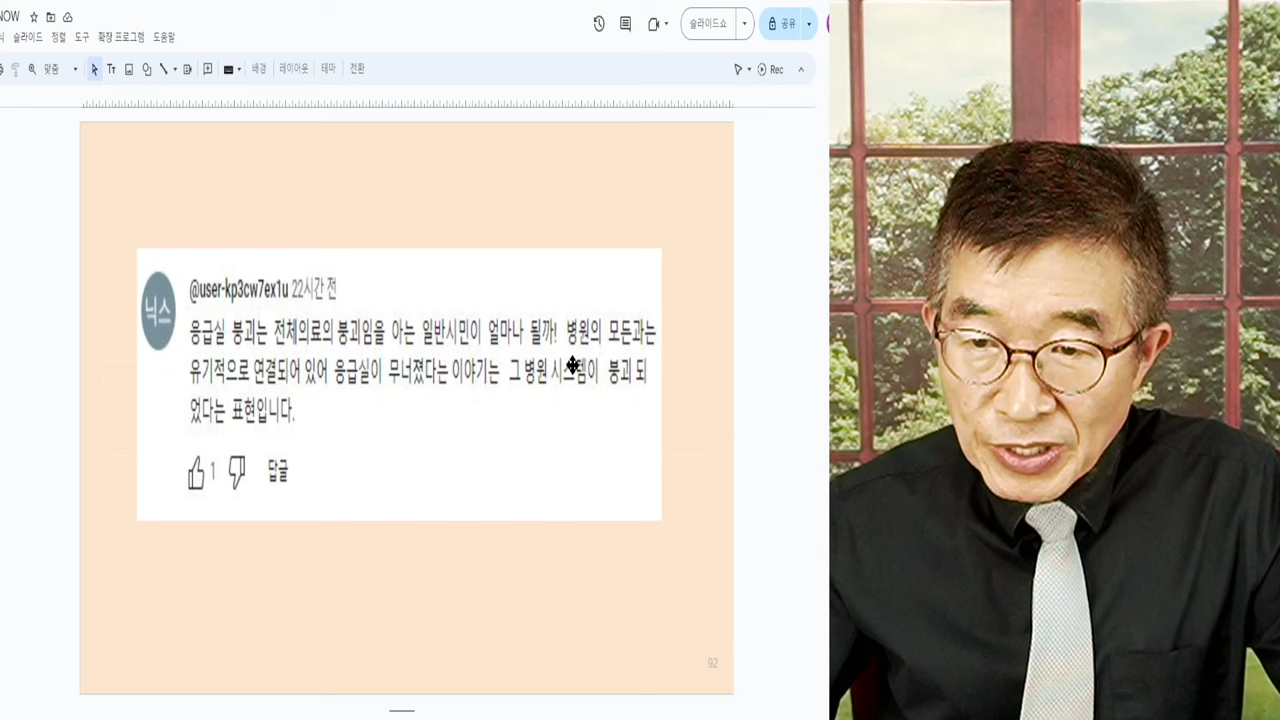 NOW
슬라이드 정렬 도구 확장 프로그램 도움말
슬라이드쇼
공유
맞춤
배경 레이아웃 테마 전환
Rec
닉스
@user-kp3cw7ex1u 22시간 전
응급실 붕괴는 전체의료의 붕괴임을 아는 일반시민이 얼마나 될까! 병원의 모든과는
유기적으로 연결되어 있어 응급실이 무너졌다는 이야기는 그 병원 시스템이 붕괴 되
었다는 표현입니다.
1 답글
92